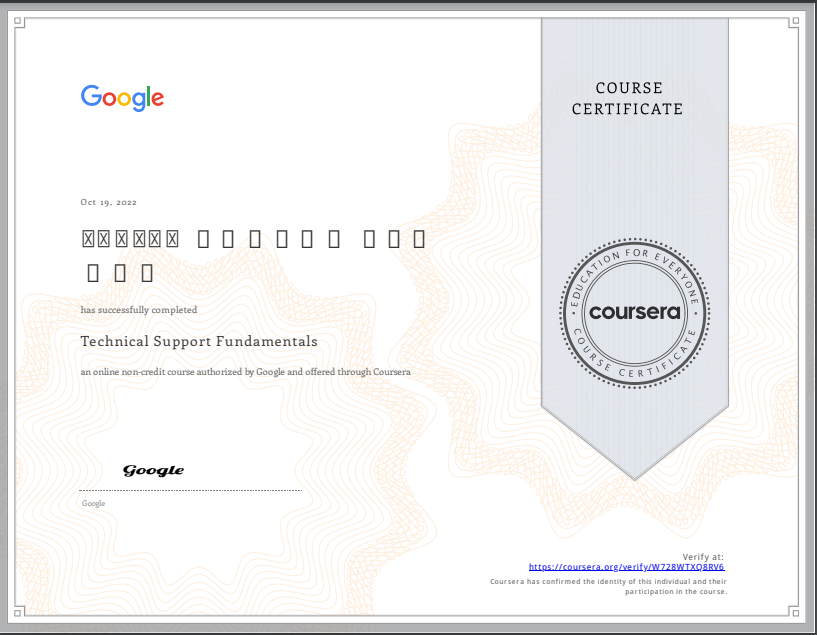 Google
COURSE
CERTIFICATE
Oct 19, 2022
has successfully completed
Technical Support Fundamentals
an online non-credit course authorized by Google and offered through Coursera
EDUCATION FOR EVERYONE
coursera
COURSE CERTIFICATE
Google
Google
Verify at:
https://coursera.org/verify/W728WTXQ8RV6
Coursera has confirmed the identity of this individual and their
participation in the course.